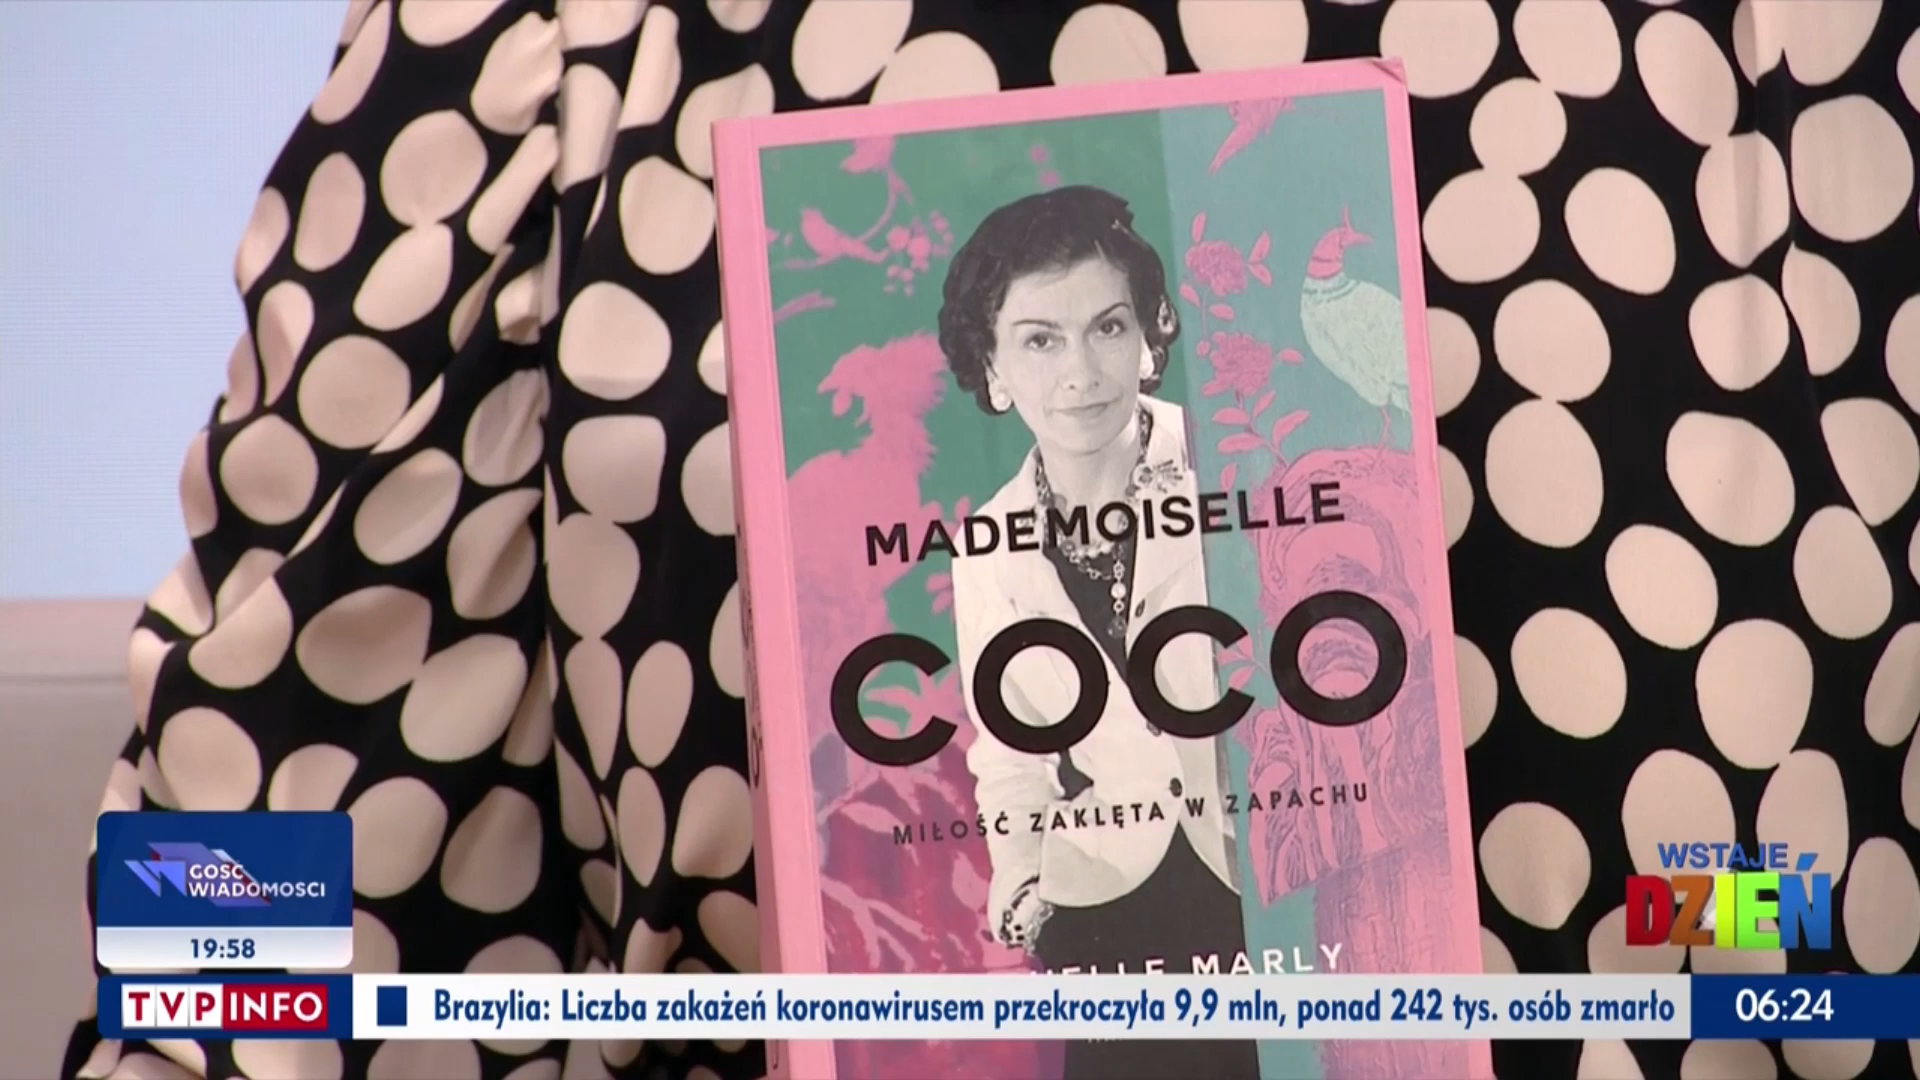 MADEMOISELLE
COCO
MIŁOŚĆ ZAKLĘTA W ZAPACHU
MARLY
GOŚĆ
WIADOMOŚCI
19:58
WSTAJE
DZIEŃ
TVP INFO
Brazylia: Liczba zakażeń koronawirusem przekroczyła 9,9 mln, ponad 242 tys. osób zmarło
06:24